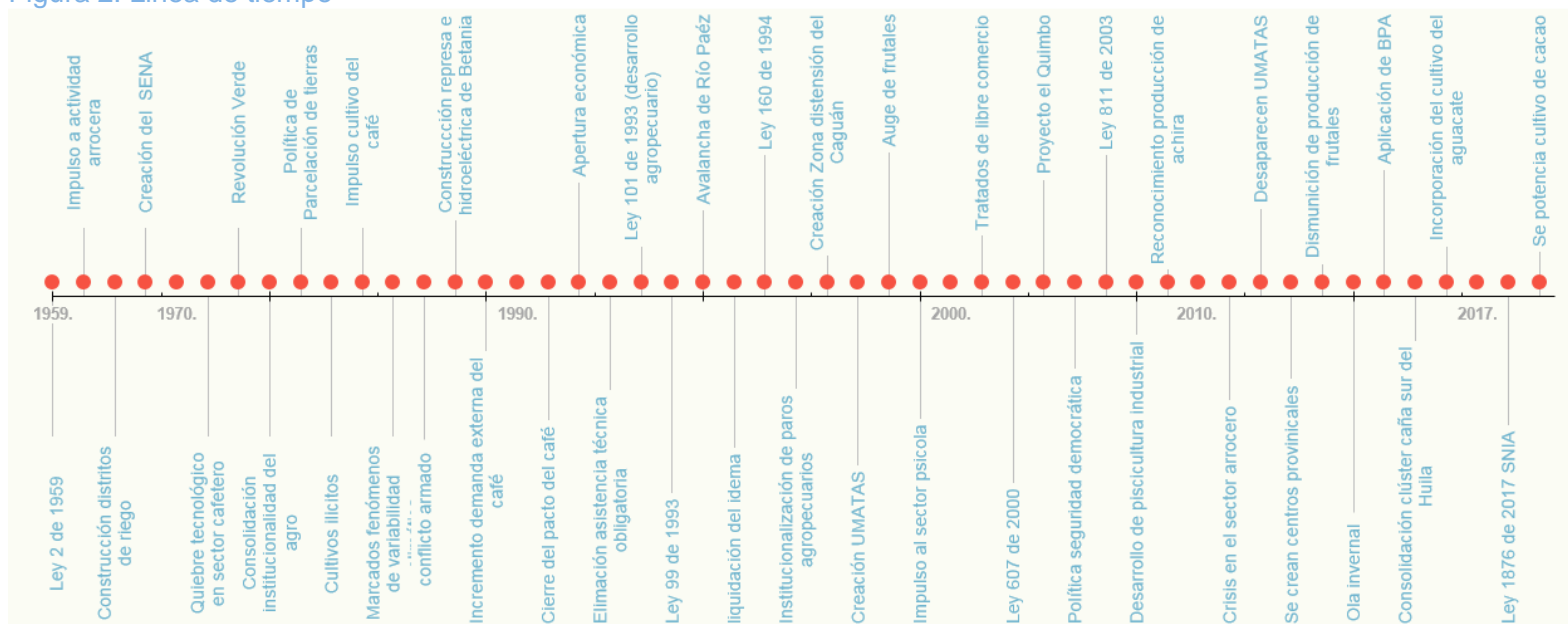 Figura 2. Línea de tiempo
Impulso a actividad
arrocera
Creación del SENA
Revolución Verde
Política de
Parcelación de tierras
Impulso cultivo del
café
Construccción represa e
hidroeléctrica de Betania
Apertura económica
Ley 101 de 1993 (desarrollo
agropecuario)
Avalancha de Río Paéz
Ley 160 de 1994
Creación Zona distensión del
Caguán
Auge de frutales
Tratados de libre comercio
Proyecto el Quimbo
Ley 811 de 2003
Reconocimiento producción de
achira
Desaparecen UMATAS
Dismunición de producción de
frutales
Aplicación de BPA
Incorporación del cultivo del
aguacate
Se potencia cultivo de cacao
1959.
1970.
1990.
2000.
2010.
2017.
Ley 2 de 1959
Construcción distritos
de riego
Quiebre tecnológico
en sector cafetero
Consolidación
institucionalidad del
agro
Cultivos ilicitos
Marcados fenómenos
de variabilidad
conflicto armado
Incremento demanda externa del
café
Cierre del pacto del café
Elimación asistencia técnica
obligatoria
Ley 99 de 1993
liquidación del idema
Institucionalización de paros
agropecuarios
Creación UMATAS
Impulso al sector psicola
Ley 607 de 2000
Política seguridad democrática
Desarrollo de piscicultura industrial
Crisis en el sector arrocero
Se crean centros provinicales
Ola invernal
Consolidación clúster caña sur del
Huila
Ley 1876 de 2017 SNIA